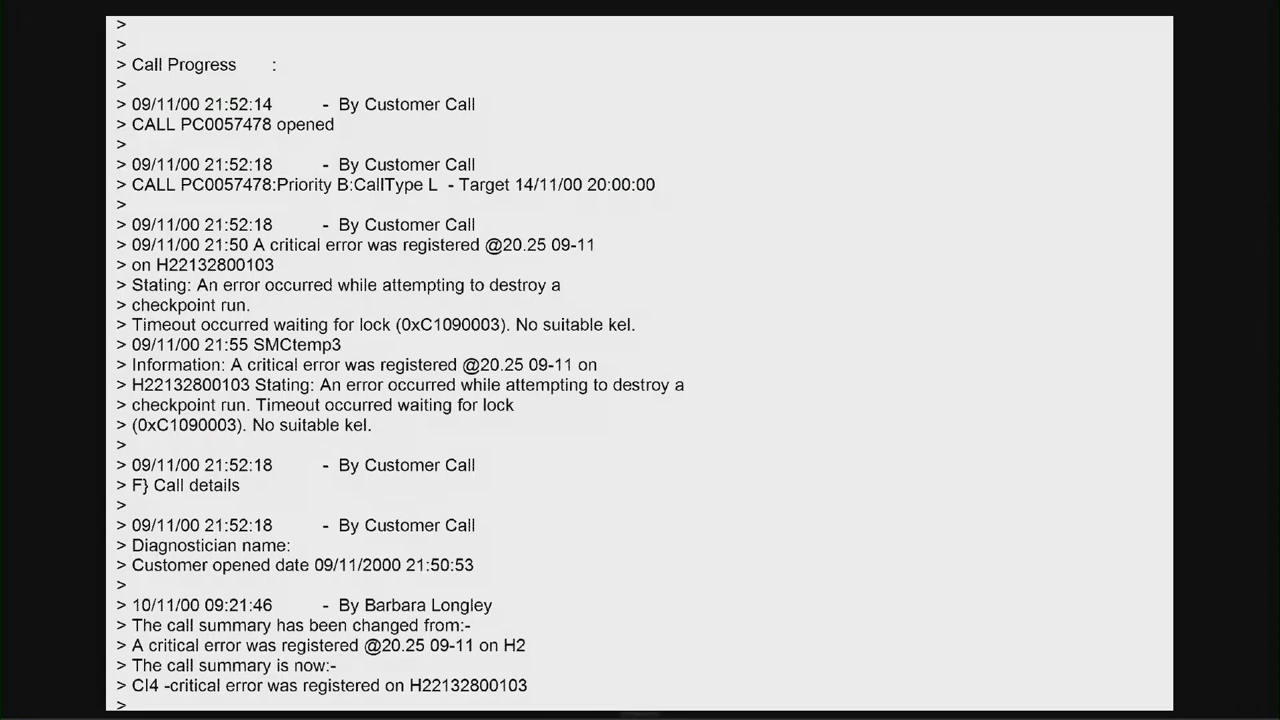 >
>
> Call Progress :
>
> 09/11/00 21:52:14 - By Customer Call
> CALL PC0057478 opened
>
> 09/11/00 21:52:18 - By Customer Call
> CALL PC0057478:Priority B:CallType L - Target 14/11/00 20:00:00
>
> 09/11/00 21:52:18 - By Customer Call
> 09/11/00 21:50 A critical error was registered @20.25 09-11
> on H22132800103
> Stating: An error occurred while attempting to destroy a
> checkpoint run.
> Timeout occurred waiting for lock (0xC1090003). No suitable kel.
> 09/11/00 21:55 SMCtemp3
> Information: A critical error was registered @20.25 09-11 on
> H22132800103 Stating: An error occurred while attempting to destroy a
> checkpoint run. Timeout occurred waiting for lock
> (0xC1090003). No suitable kel.
>
> 09/11/00 21:52:18 - By Customer Call
> F} Call details
>
> 09/11/00 21:52:18 - By Customer Call
> Diagnostician name:
> Customer opened date 09/11/2000 21:50:53
>
> 10/11/00 09:21:46 - By Barbara Longley
> The call summary has been changed from:-
> A critical error was registered @20.25 09-11 on H2
> The call summary is now:-
> CI4 -critical error was registered on H22132800103
>